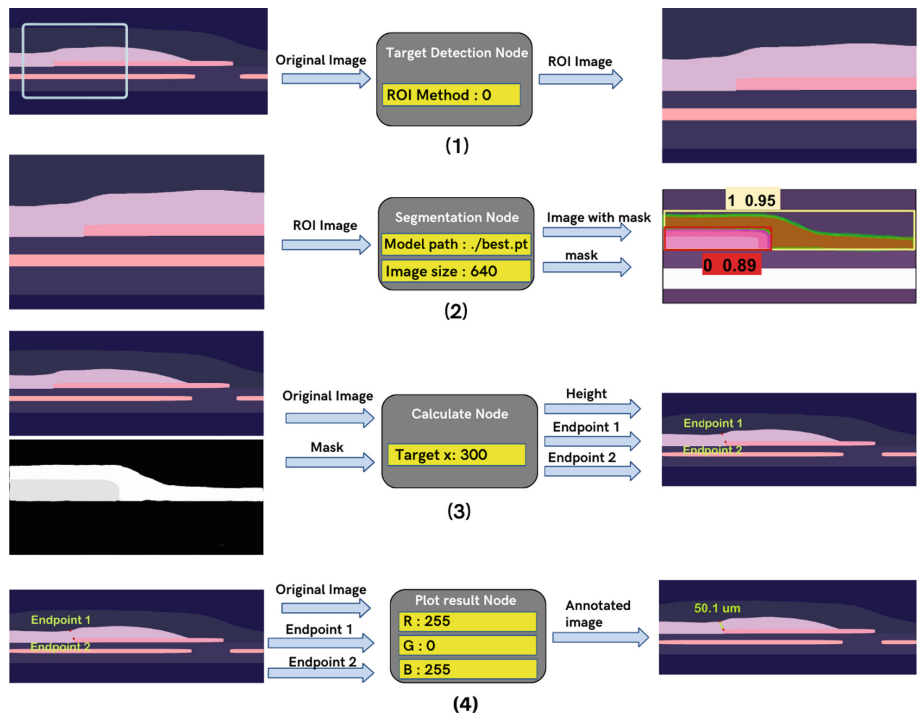 Original Image
Target Detection Node
ROI Method : 0
ROI Image
(1)
ROI Image
Segmentation Node
Model path : ./best.pt
Image size : 640
Image with mask
mask
1 0.95
0 0.89
(2)
Original Image
Mask
Calculate Node
Target x: 300
Height
Endpoint 1
Endpoint 2
Endpoint 1
Endpoint 2
(3)
Endpoint 1
Endpoint 2
Original Image
Endpoint 1
Endpoint 2
Plot result Node
R : 255
G : 0
B : 255
Annotated
image
50.1 um
(4)